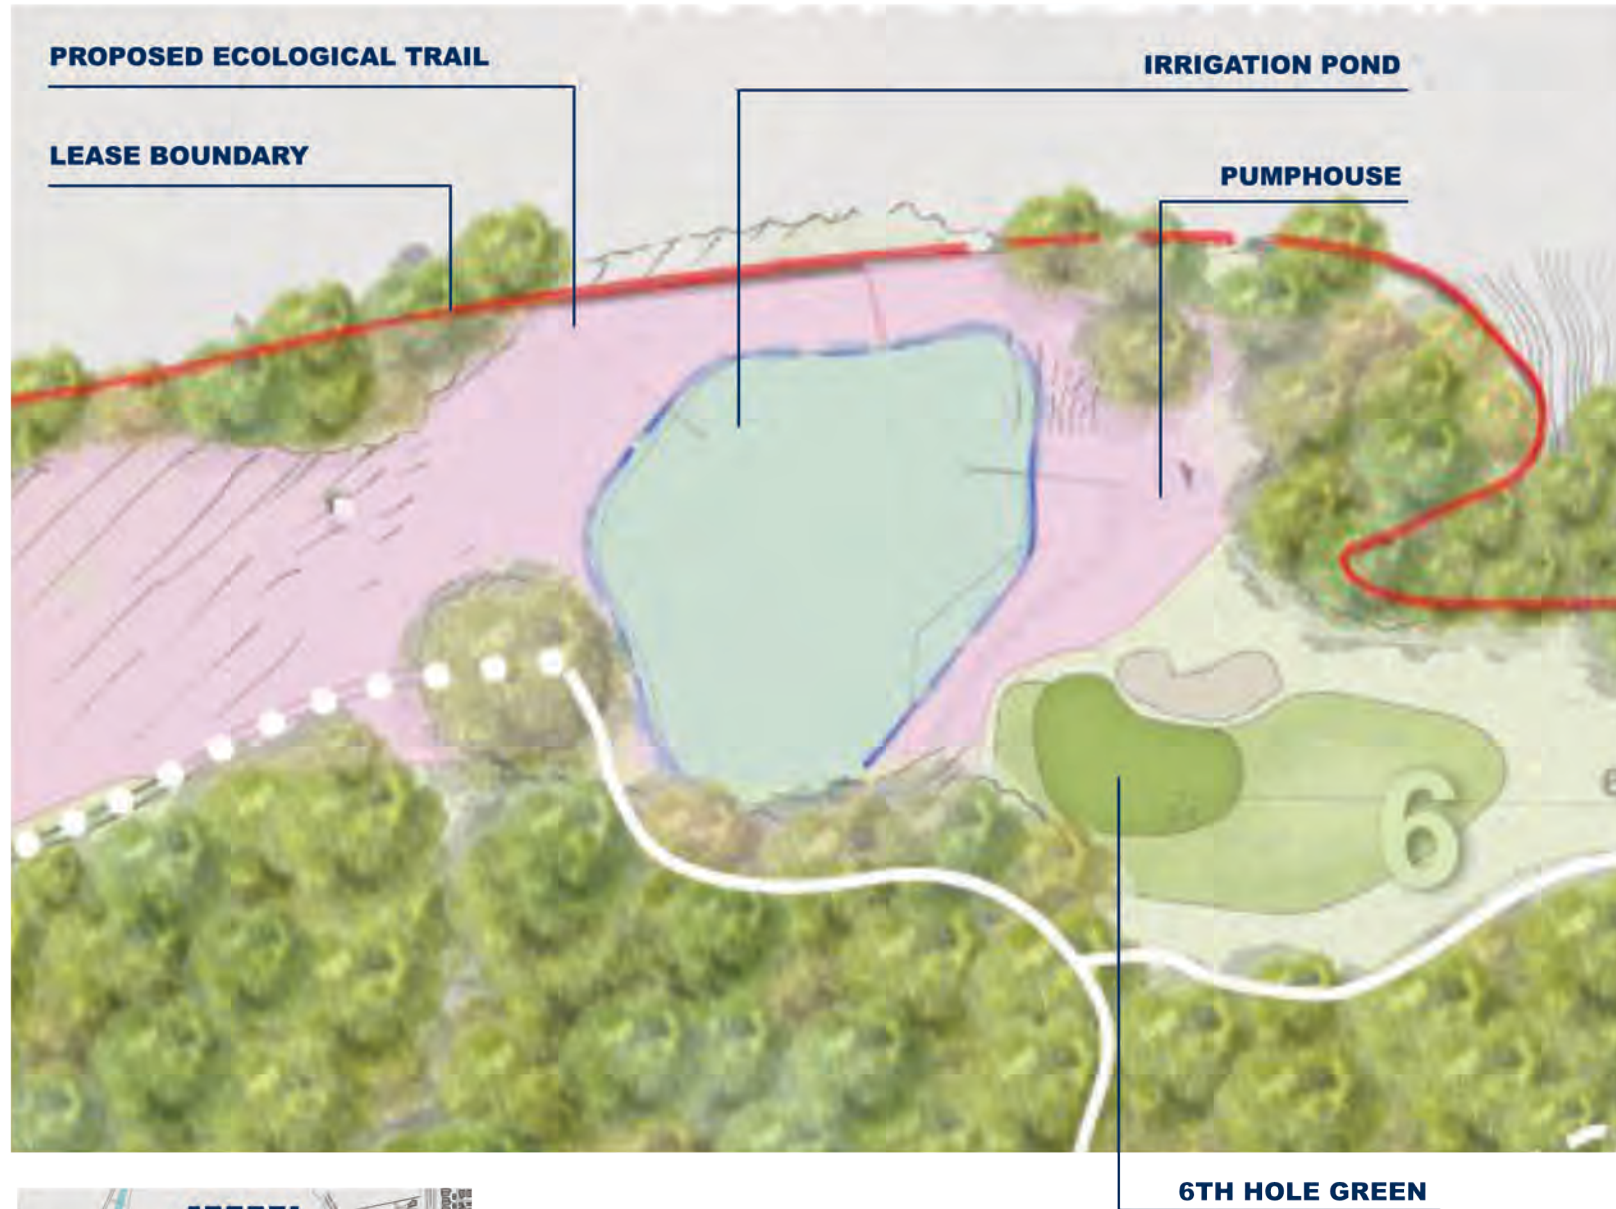 PROPOSED ECOLOGICAL TRAIL
IRRIGATION POND
LEASE BOUNDARY
PUMPHOUSE
6
6TH HOLE GREEN